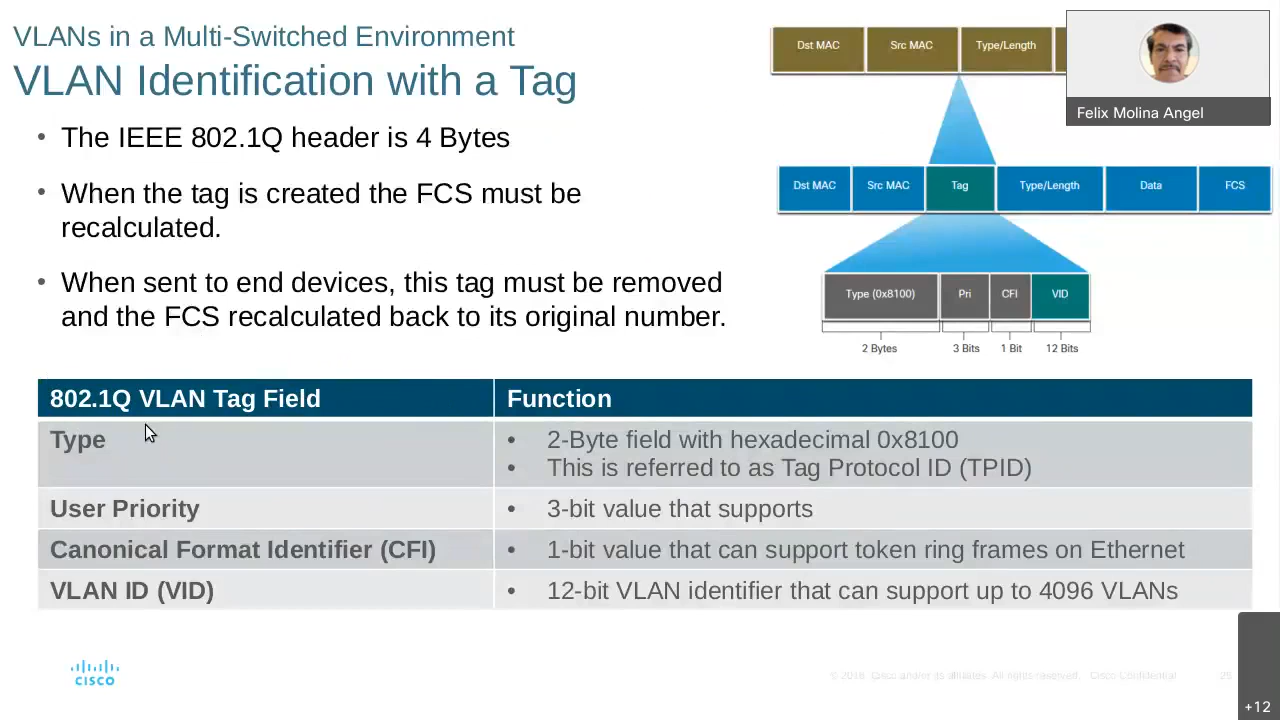 VLANs in a Multi-Switched Environment
VLAN Identification with a Tag
• The IEEE 802.1Q header is 4 Bytes
• When the tag is created the FCS must be
recalculated.
• When sent to end devices, this tag must be removed
and the FCS recalculated back to its original number.
Dst MAC Src MAC Type/Length
Felix Molina Angel
Dst MAC Src MAC Tag Type/Length Data FCS
Type (0x8100) Pri CFI VID
2 Bytes 3 Bits 1 Bit 12 Bits
802.1Q VLAN Tag Field Function
Type • 2-Byte field with hexadecimal 0x8100
• This is referred to as Tag Protocol ID (TPID)
User Priority • 3-bit value that supports
Canonical Format Identifier (CFI) • 1-bit value that can support token ring frames on Ethernet
VLAN ID (VID) • 12-bit VLAN identifier that can support up to 4096 VLANs
CISCO
© 2016 Cisco and/or its affiliates. All rights reserved. Cisco Confidential
+12